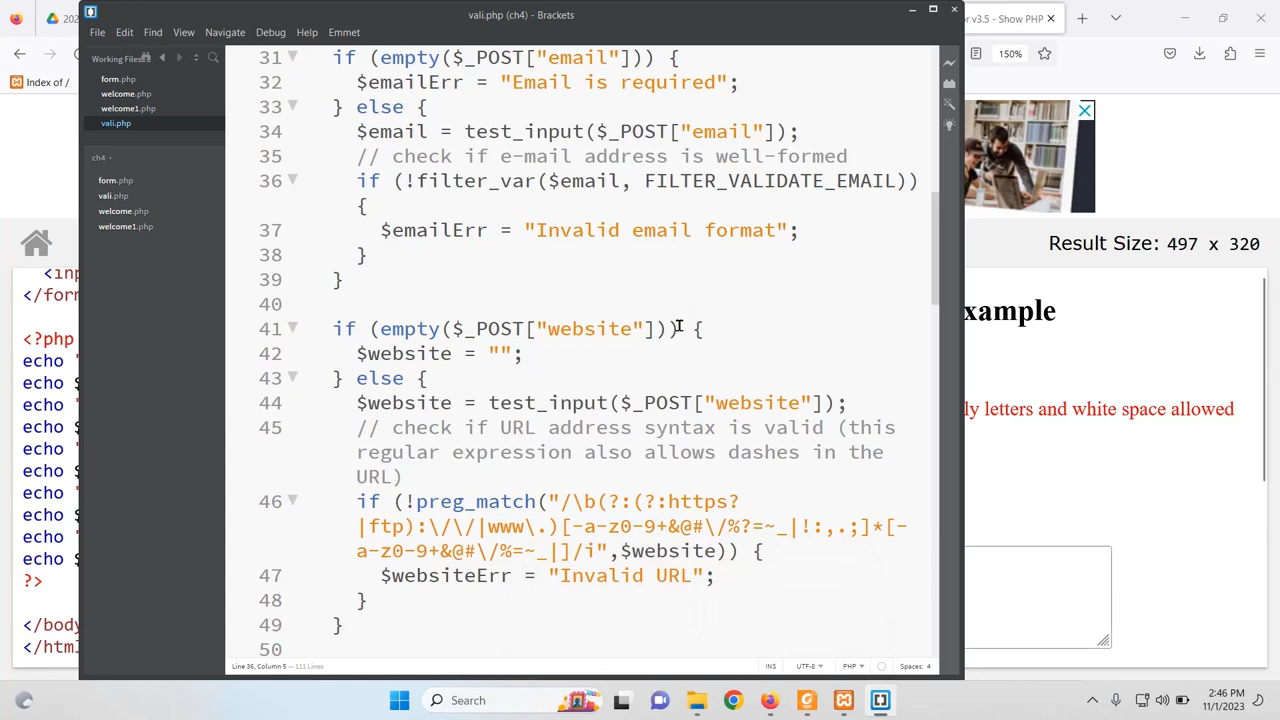 vali.php (ch4) - Brackets
File Edit Find View Navigate Debug Help Emmet
Working Files
form.php
welcome.php
welcome1.php
vali.php
ch4
form.php
vali.php
welcome.php
welcome1.php
31 if (empty($_POST["email"])) {
32 $emailErr = "Email is required";
33 } else {
34 $email = test_input($_POST["email"]);
35 // check if e-mail address is well-formed
36 if (!filter_var($email, FILTER_VALIDATE_EMAIL))
{
37 $emailErr = "Invalid email format";
38 }
39 }
40
41 if (empty($_POST["website"])) {
42 $website = "";
43 } else {
44 $website = test_input($_POST["website"]);
45 // check if URL address syntax is valid (this
regular expression also allows dashes in the
URL)
46 if (!preg_match("/\b(?:(?:https?
|ftp):\/\/|www\.)[-a-z0-9+&@#\/%?=~_|!:,.;]*[-
a-z0-9+&@#\/%=~_|]/i",$website)) {
47 $websiteErr = "Invalid URL";
48 }
49 }
50
Line 36, Column 5 — 111 Lines
INS UTF-8 PHP Spaces: 4
202
Index of /
or v3.5 - Show PHP
150%
Result Size: 497 x 320
</form
<?php
echo
echo $
echo
echo $
echo
echo $
echo
echo $
echo
?>
</body
</html
xample
ly letters and white space allowed
Search
2:46 PM
11/1/2023